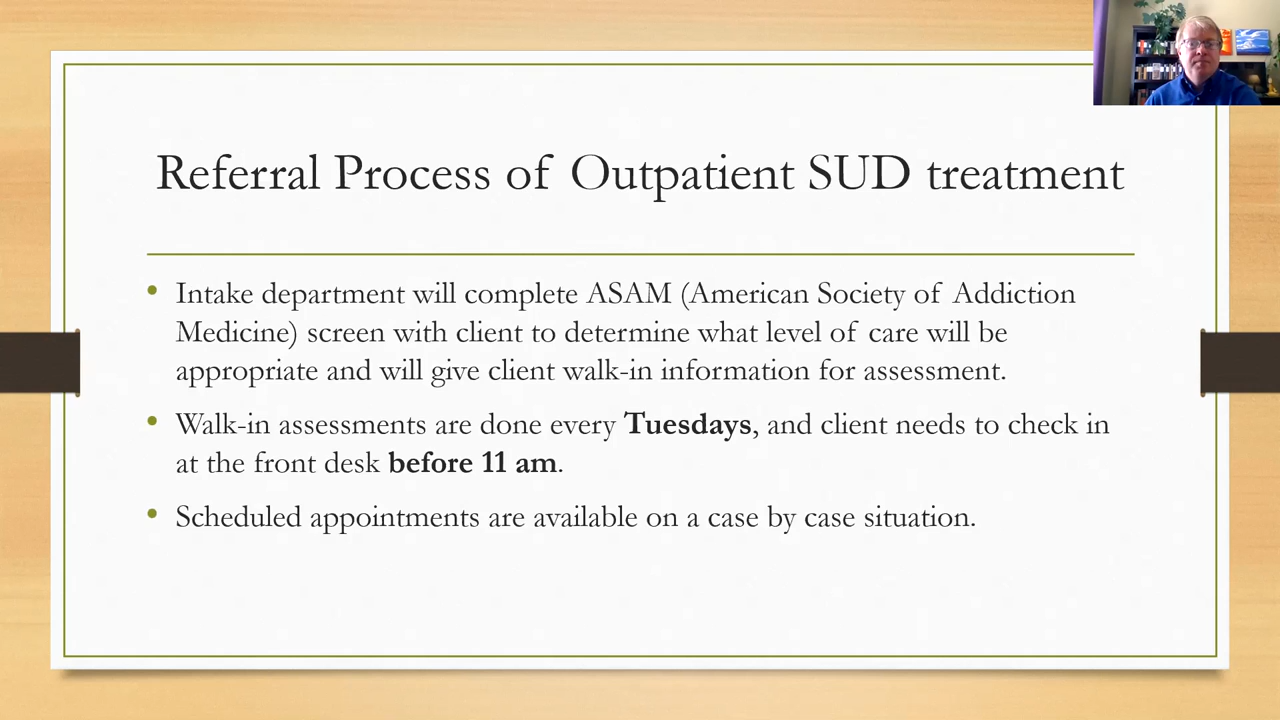 Referral Process of Outpatient SUD treatment
• Intake department will complete ASAM (American Society of Addiction
Medicine) screen with client to determine what level of care will be
appropriate and will give client walk-in information for assessment.
• Walk-in assessments are done every Tuesdays, and client needs to check in
at the front desk before 11 am.
• Scheduled appointments are available on a case by case situation.